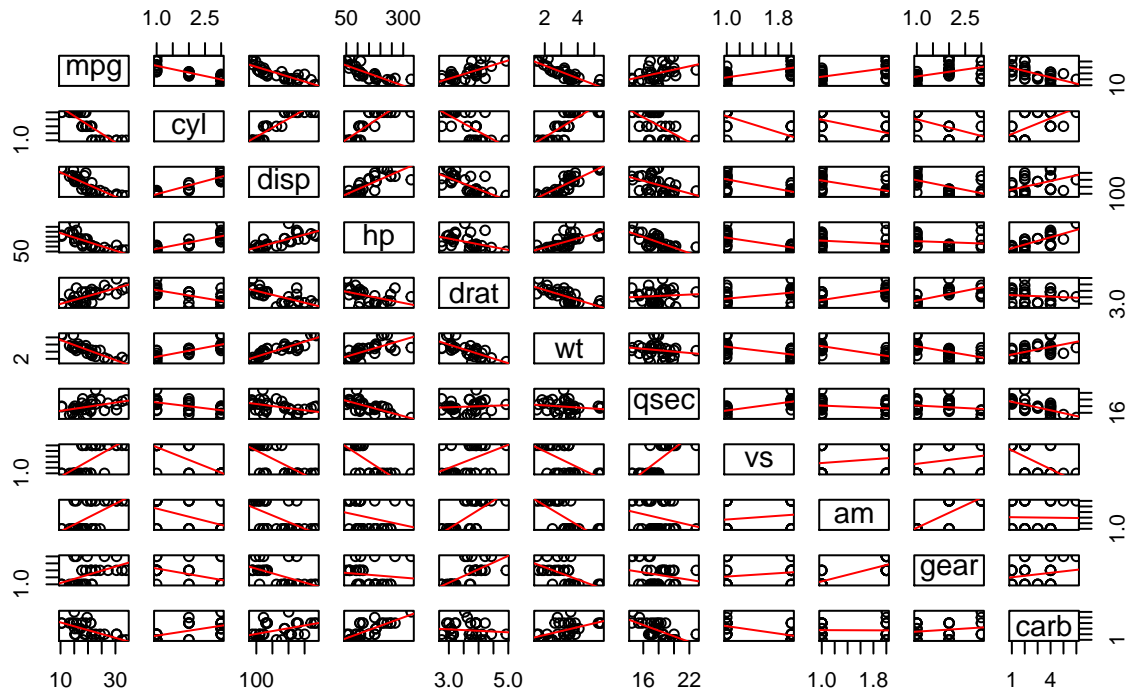 1.0 2.5 50 300 2 4 1.0 1.8 1.0 2.5
mpg 10
1.0 cyl
disp 100
50 hp
drat 3.0
2 wt
qsec 16
1.0 vs
am 1.0
1.0 gear
carb 1
10 30 100 3.0 5.0 16 22 1.0 1.8 1 4